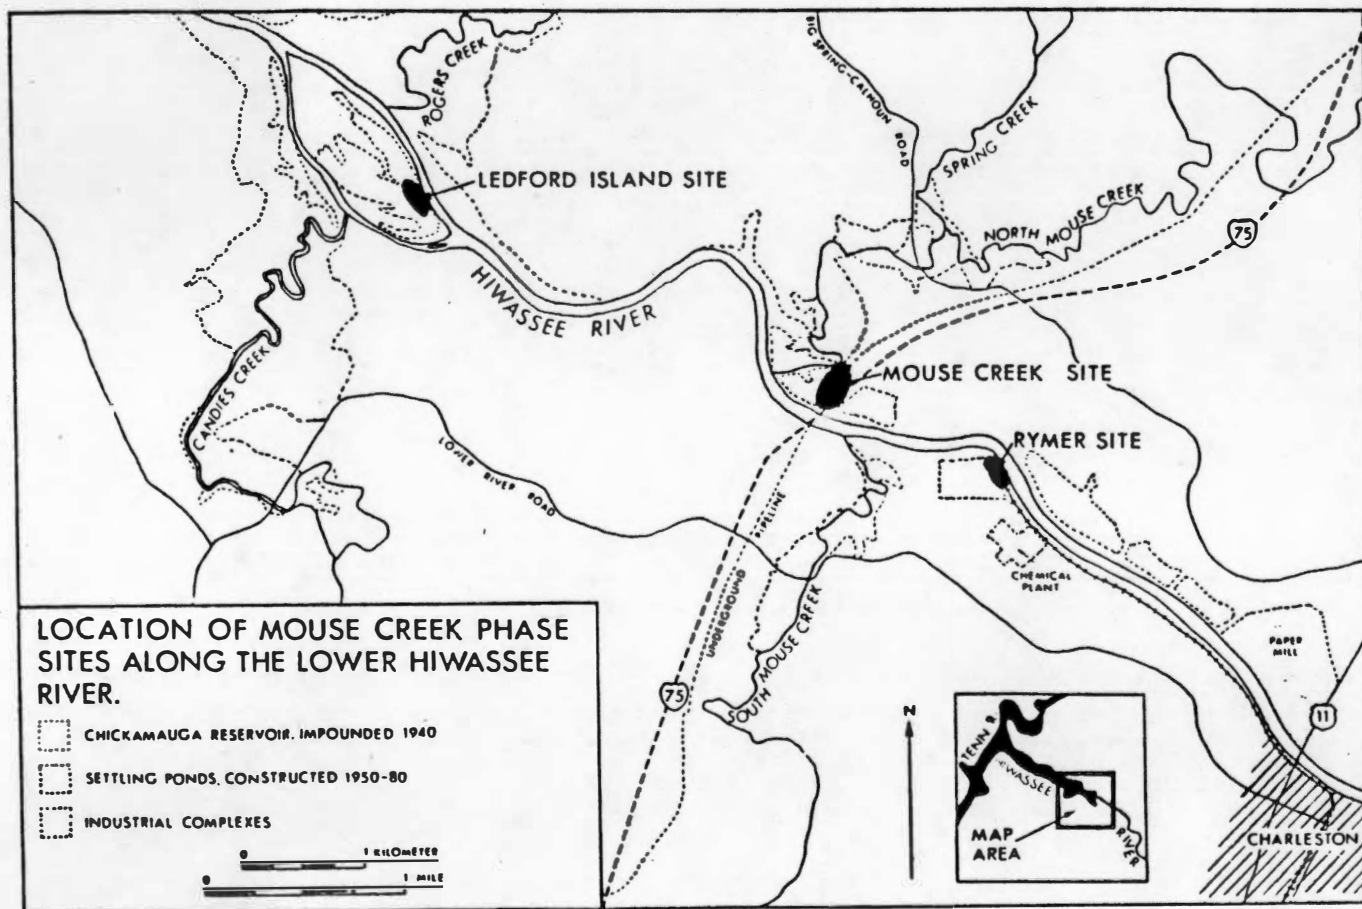 ROGERS CREEK
BIG SPRING-CALHOUN ROAD
SPRING CREEK
LEDFORD ISLAND SITE
NORTH MOUSE CREEK
75
HIWASSEE RIVER
MOUSE CREEK SITE
CANDIES CREEK
RYMER SITE
LOWER RIVER ROAD
UNDERGROUND PIPLINE
CHEMICAL
PLANT
SOUTH MOUSE CREEK
PAPER
MILL
75
11
LOCATION OF MOUSE CREEK PHASE
SITES ALONG THE LOWER HIWASSEE
RIVER.
CHICKAMAUGA RESERVOIR. IMPOUNDED 1940
SETTLING PONDS. CONSTRUCTED 1950-80
INDUSTRIAL COMPLEXES
0 1 KILOMETER
0 1 MILE
N
TENN R.
HIWASSEE
RIVER
MAP
AREA
CHARLESTON